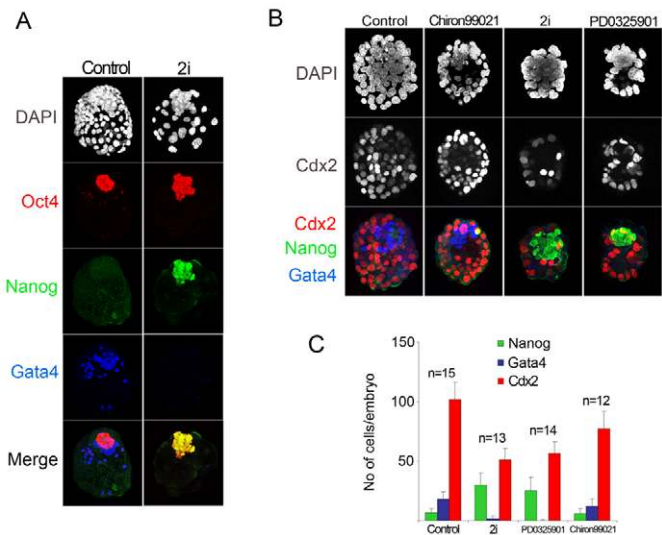 A
Control 2i
DAPI
Oct4
Nanog
Gata4
Merge
B
Control Chiron99021 2i PD0325901
DAPI
Cdx2
Cdx2
Nanog
Gata4
C
No of cells/embryo
150
100
50
Nanog
Gata4
Cdx2
n=15
n=13
n=14
n=12
Control 2i PD0325901 Chiron99021